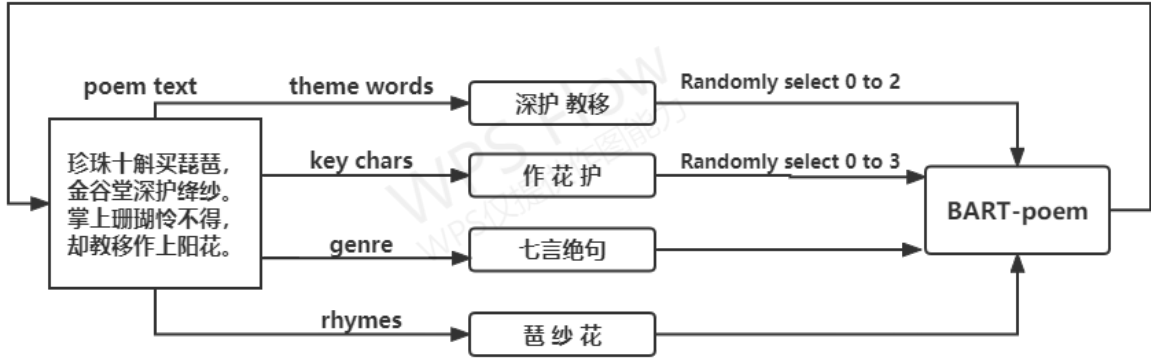 poem text
theme words
深护 教移
Randomly select 0 to 2
珍珠十斛买琵琶，
金谷堂深护绛纱。
掌上珊瑚怜不得，
却教移作上阳花。
key chars
作 花 护
Randomly select 0 to 3
BART-poem
genre
七言绝句
rhymes
琶 纱 花
WPS Flow